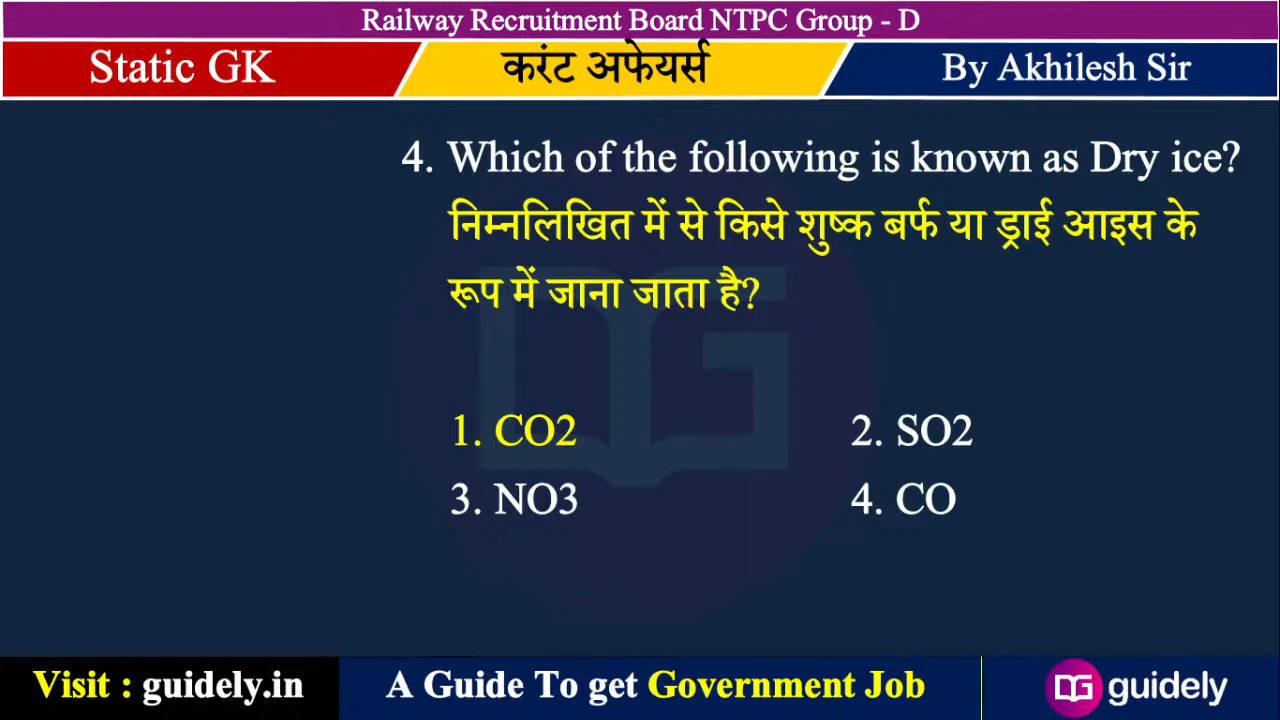 Railway Recruitment Board NTPC Group - D
Static GK
करंट अफेयर्स
By Akhilesh Sir
4. Which of the following is known as Dry ice?
निम्नलिखित में से किसे शुष्क बर्फ या ड्राई आइस के
रूप में जाना जाता है?
1. CO2
2. SO2
3. NO3
4. CO
Visit : guidely.in
A Guide To get Government Job
DG guidely